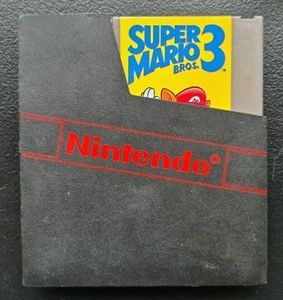 SUPER
MARIO 3
BROS.
Nintendo®